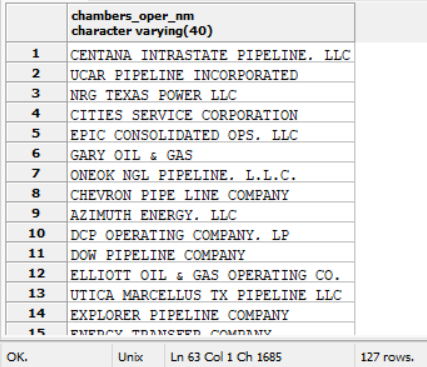 chambers_oper_nm
character varying(40)
1 CENTANA INTRASTATE PIPELINE. LLC
2 UCAR PIPELINE INCORPORATED
3 NRG TEXAS POWER LLC
4 CITIES SERVICE CORPORATION
5 EPIC CONSOLIDATED OPS. LLC
6 GARY OIL & GAS
7 ONEOK NGL PIPELINE. L.L.C.
8 CHEVRON PIPE LINE COMPANY
9 AZIMUTH ENERGY. LLC
10 DCP OPERATING COMPANY. LP
11 DOW PIPELINE COMPANY
12 ELLIOTT OIL & GAS OPERATING CO.
13 UTICA MARCELLUS TX PIPELINE LLC
14 EXPLORER PIPELINE COMPANY
15 ENERGY TRANSFER COMPANY
OK. Unix Ln 63 Col 1 Ch 1685 127 rows.